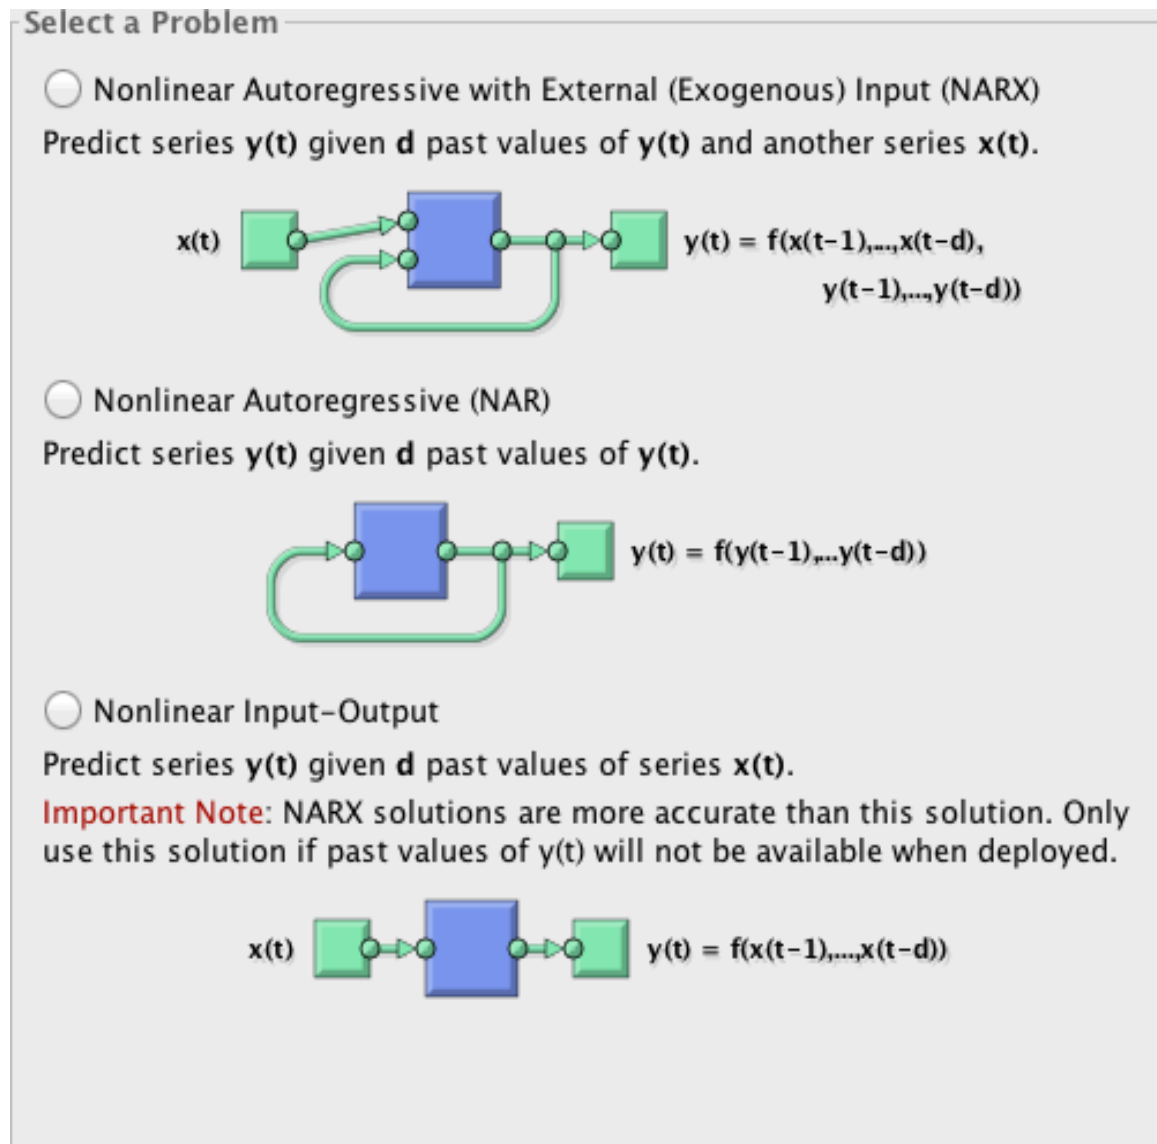 Select a Problem
Nonlinear Autoregressive with External (Exogenous) Input (NARX)
Predict series y(t) given d past values of y(t) and another series x(t).
x(t)
y(t) = f(x(t-1),...,x(t-d),
y(t-1),...,y(t-d))
Nonlinear Autoregressive (NAR)
Predict series y(t) given d past values of y(t).
y(t) = f(y(t-1),...y(t-d))
Nonlinear Input-Output
Predict series y(t) given d past values of series x(t).
Important Note: NARX solutions are more accurate than this solution. Only
use this solution if past values of y(t) will not be available when deployed.
x(t)
y(t) = f(x(t-1),...,x(t-d))